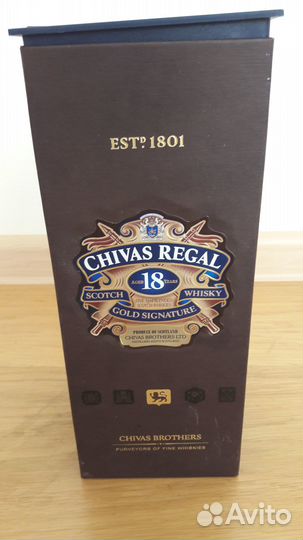 ESTᴰ. 1801
CHIVAS REGAL
AGED 18 YEARS
SCOTCH WHISKY
GOLD SIGNATURE
PRODUCE OF SCOTLAND
CHIVAS BROTHERS LTD
CHIVAS BROTHERS
PURVEYORS OF FINE WHISKIES
Avito